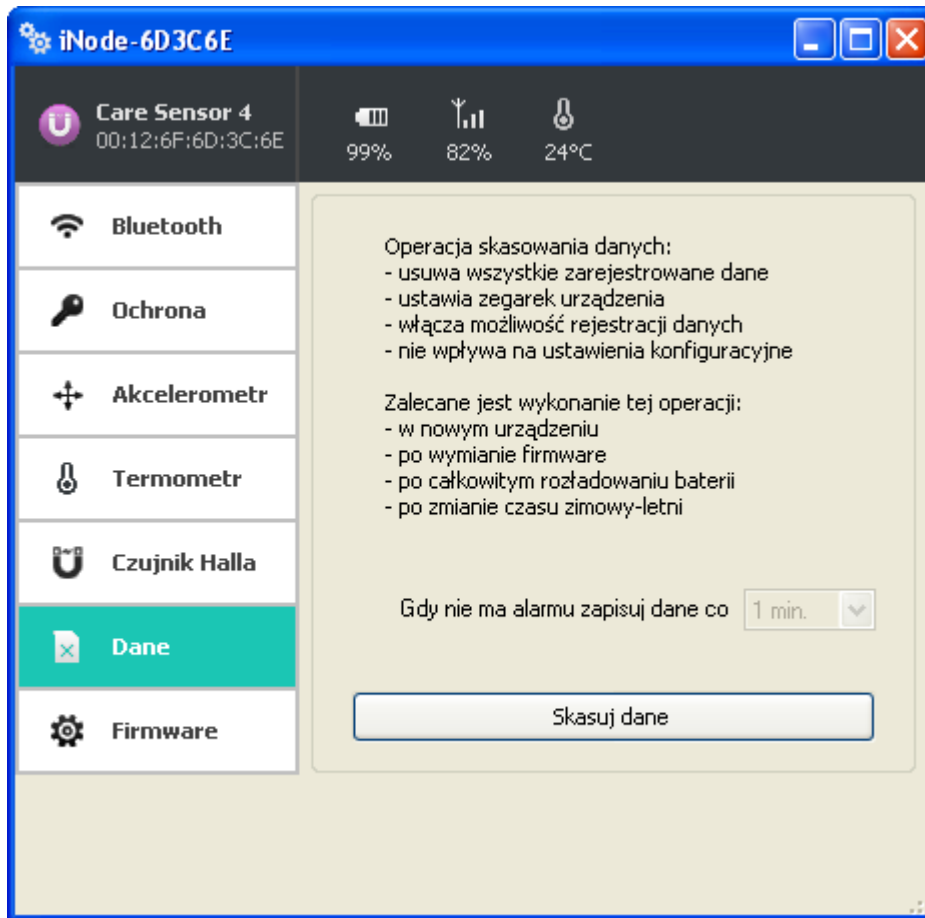 iNode-6D3C6E
Care Sensor 4
00:12:6F:6D:3C:6E
99%
82%
24°C
Bluetooth
Ochrona
Akcelerometr
Termometr
Czujnik Halla
Dane
Firmware
Operacja skasowania danych:
- usuwa wszystkie zarejestrowane dane
- ustawia zegarek urządzenia
- włącza możliwość rejestracji danych
- nie wpływa na ustawienia konfiguracyjne
Zalecane jest wykonanie tej operacji:
- w nowym urządzeniu
- po wymianie firmware
- po całkowitym rozładowaniu baterii
- po zmianie czasu zimowy-letni
Gdy nie ma alarmu zapisuj dane co 1 min.
Skasuj dane